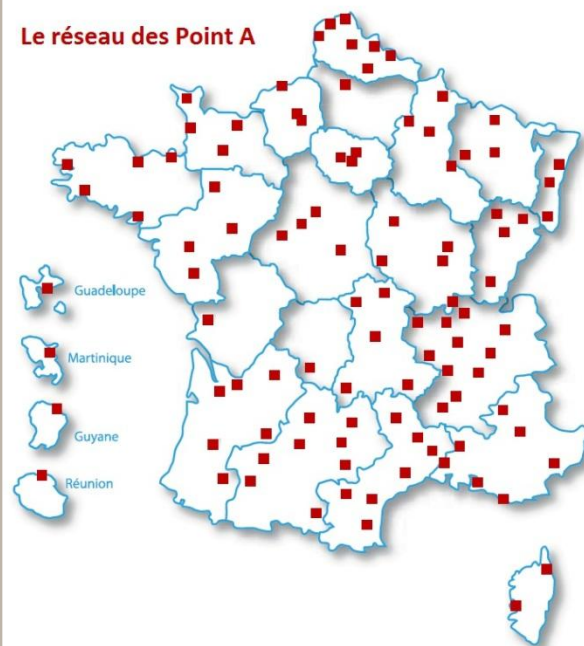 Le réseau des Point A
Guadeloupe
Martinique
Guyane
Réunion